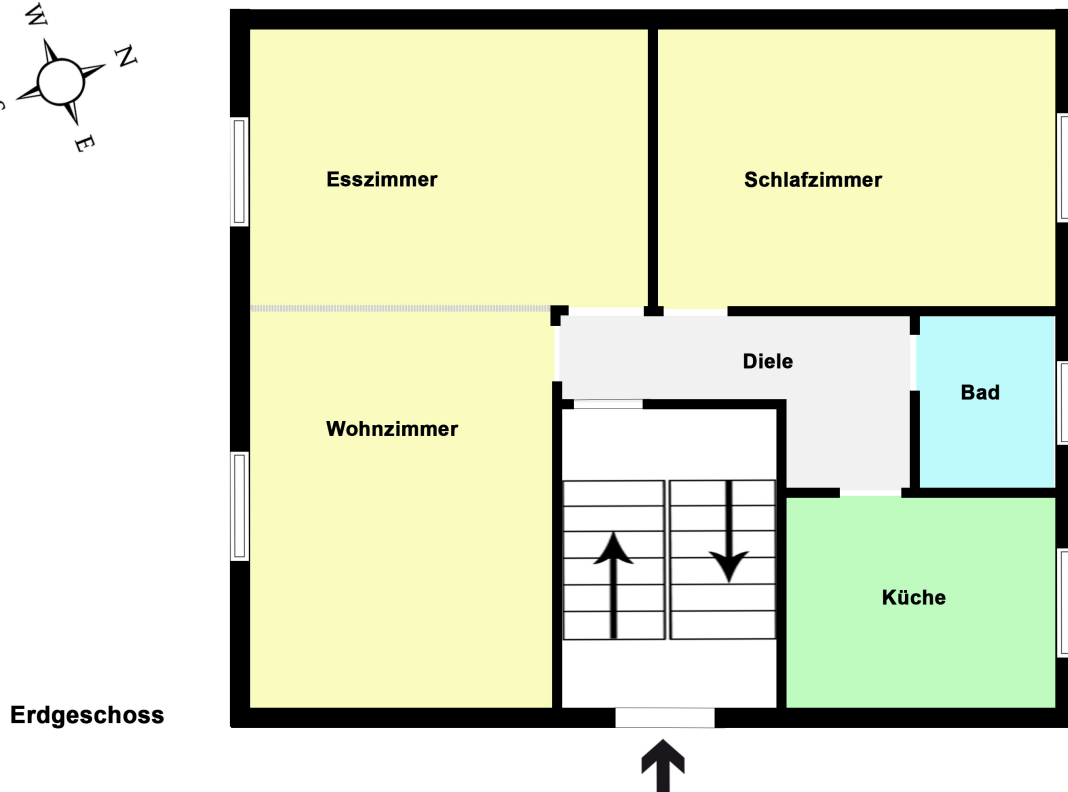 W
N
E
Esszimmer
Schlafzimmer
Diele
Bad
Wohnzimmer
Küche
Erdgeschoss